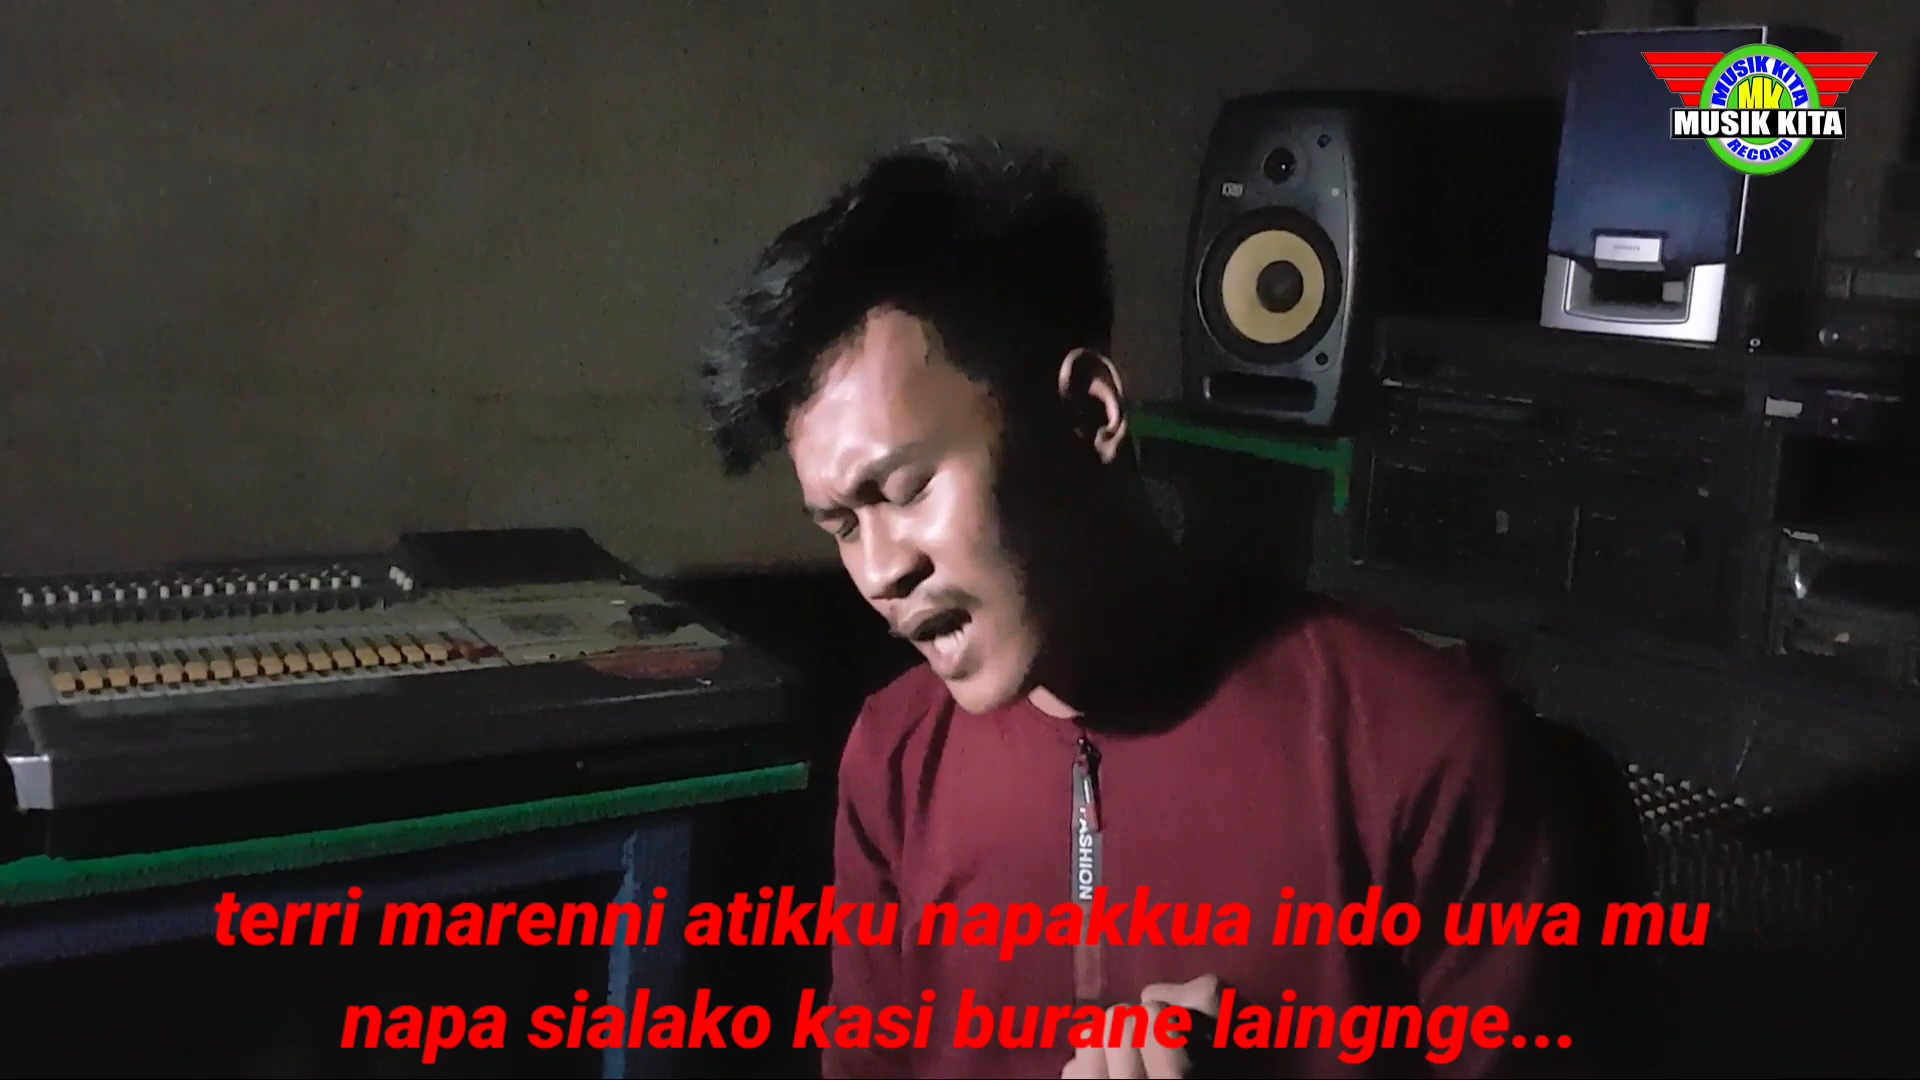 MUSIK KITA
MK
MUSIK KITA
RECORD
FASHION
terri marenni atikku napakkua indo uwa mu
napa sialako kasi burane laingnge...